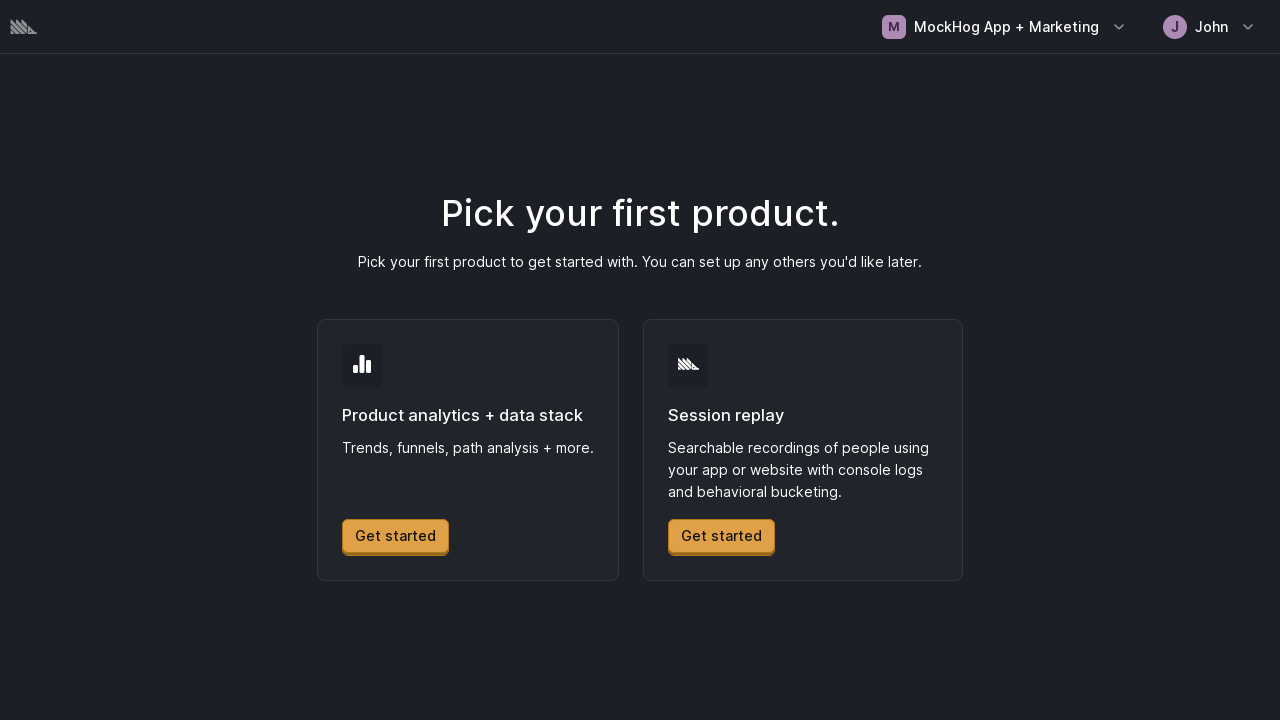 M MockHog App + Marketing J John
Pick your first product.
Pick your first product to get started with. You can set up any others you'd like later.
Product analytics + data stack
Trends, funnels, path analysis + more.
Get started
Session replay
Searchable recordings of people using
your app or website with console logs
and behavioral bucketing.
Get started